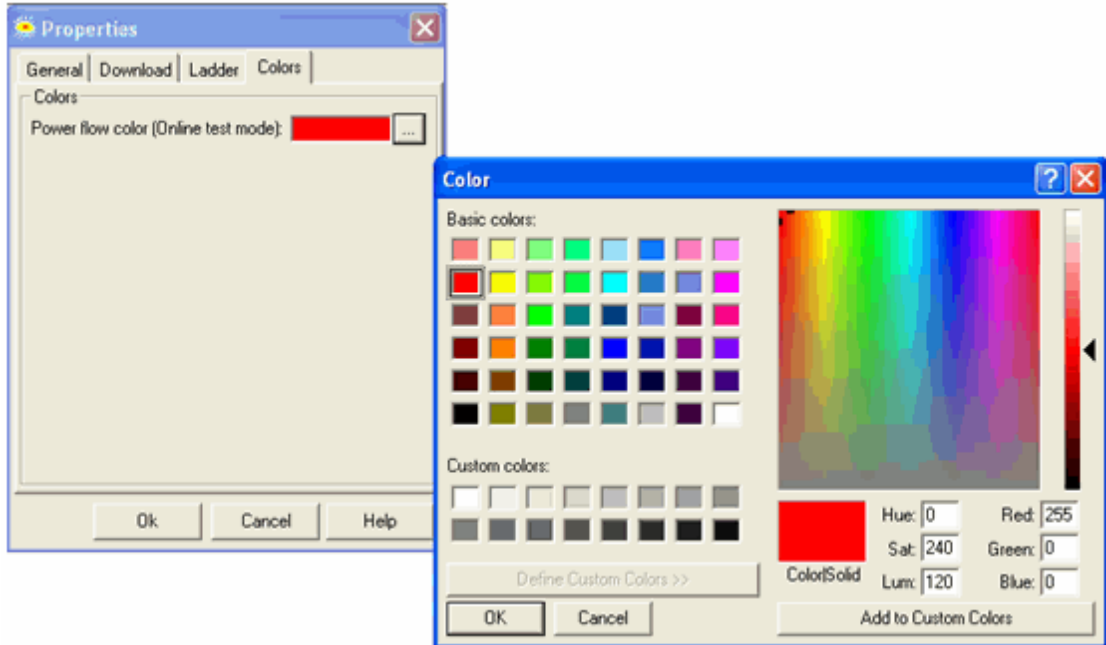 Properties
General Download Ladder Colors
Colors
Power flow color (Online test mode): ...
Ok Cancel Help
Color
Basic colors:
Custom colors:
Define Custom Colors >>
OK Cancel
Color|Solid
Hue: 0 Red: 255
Sat: 240 Green: 0
Lum: 120 Blue: 0
Add to Custom Colors